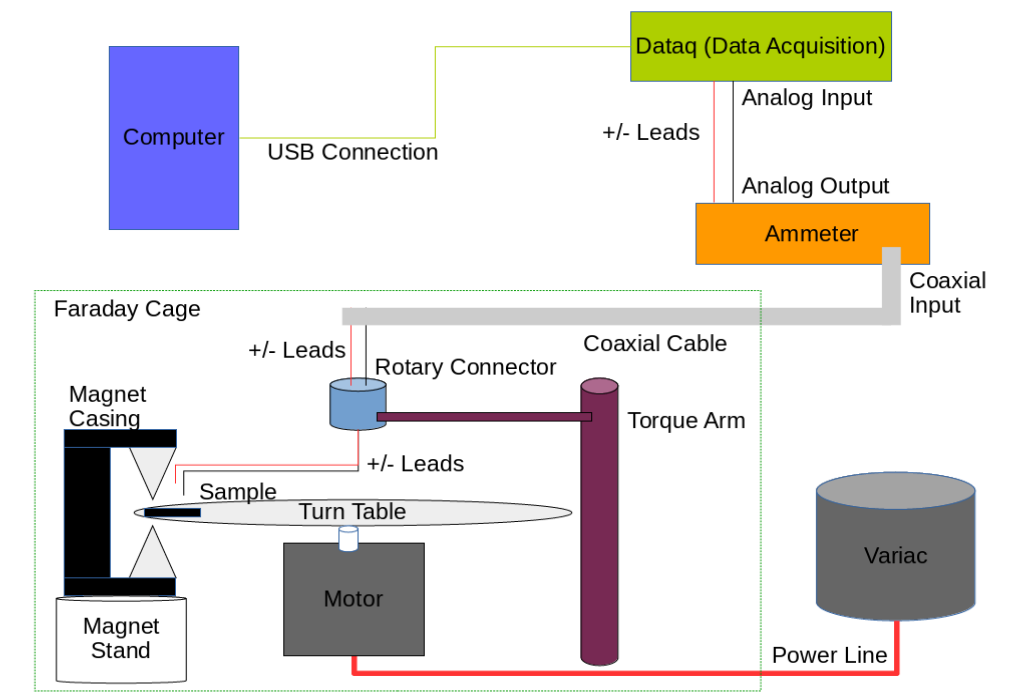 Dataq (Data Acquisition)
Analog Input
Computer
+/- Leads
USB Connection
Analog Output
Ammeter
Coaxial
Input
Faraday Cage
Coaxial Cable
+/- Leads
Rotary Connector
Magnet
Casing
Torque Arm
+/- Leads
Sample
Turn Table
Variac
Motor
Magnet
Stand
Power Line